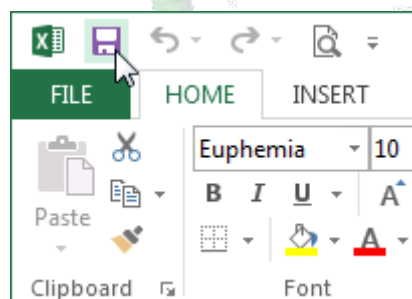 FILE HOME INSERT
Euphemia 10
B I U A
Paste A
Clipboard Font